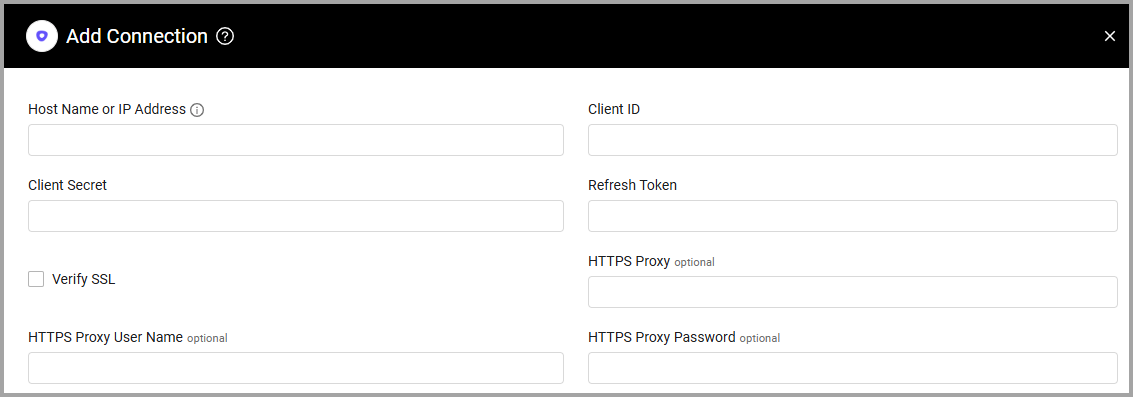 Add Connection ?
Host Name or IP Address i
Client ID
Client Secret
Refresh Token
Verify SSL
HTTPS Proxy optional
HTTPS Proxy User Name optional
HTTPS Proxy Password optional